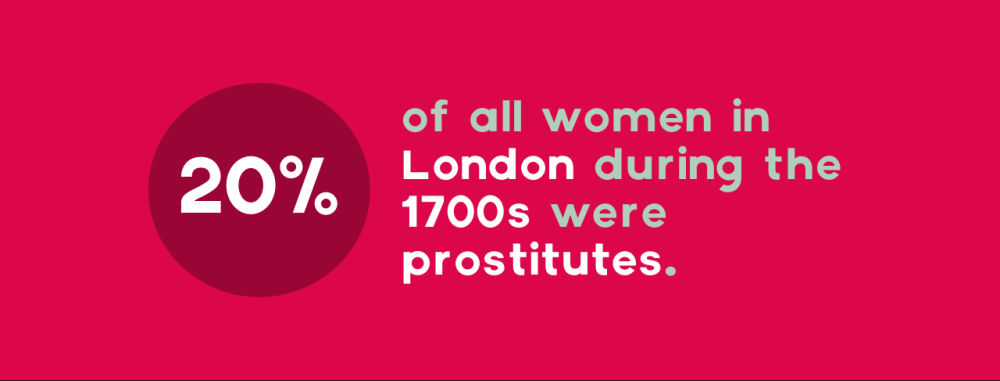 20%
of all women in
London during the
1700s were
prostitutes.